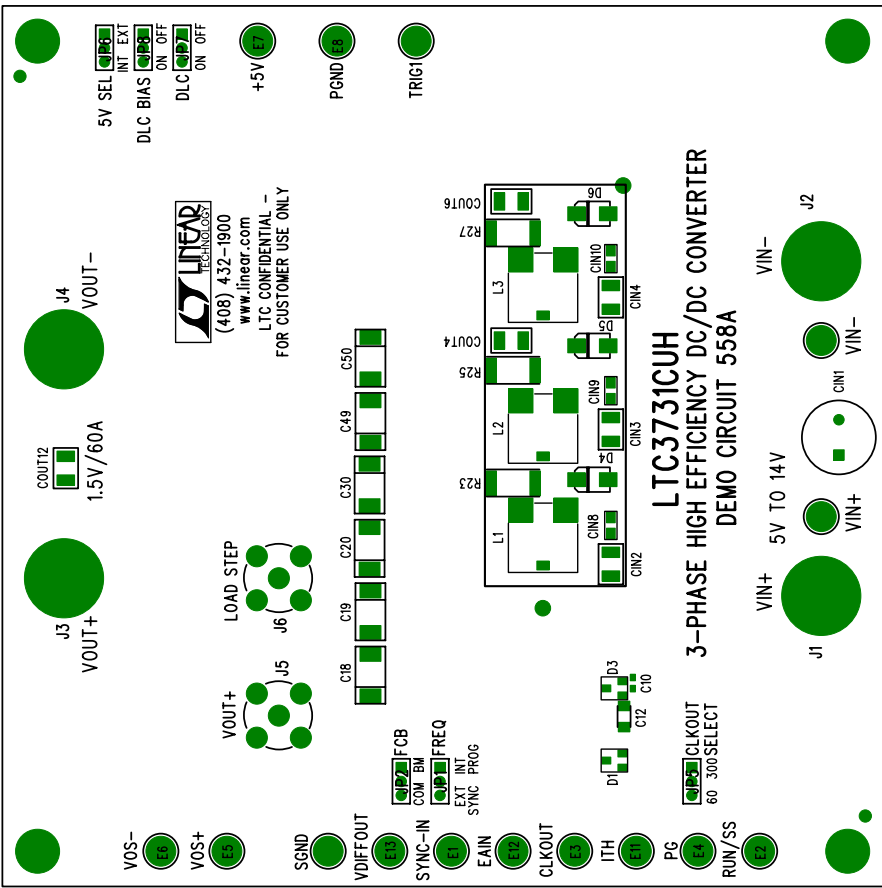 5V SEL
JP6
INT EXT
DLC BIAS
JP8
ON OFF
DLC
JP7
ON OFF
+5V
E7
PGND
E8
TRIG1
J4
VOUT-
LINEAR
TECHNOLOGY
(408) 432-1900
www.linear.com
LTC CONFIDENTIAL -
FOR CUSTOMER USE ONLY
COUT12
1.5V/60A
J3
VOUT+
LOAD STEP
J6
VOUT+
J5
C50
C49
C30
C20
C19
C18
COUT6
R27
L3
D6
CIN10
CIN4
COUT4
R25
L2
D5
CIN9
CIN3
R23
L1
D4
CIN8
CIN2
LTC3731CUH
3-PHASE HIGH EFFICIENCY DC/DC CONVERTER
DEMO CIRCUIT 558A
J2
VIN-
VIN-
CIN1
5V TO 14V
VIN+
VIN+
J1
D3
C10
C12
D1
JP2
FCB
COM BM
JP1
FREQ
EXT INT
SYNC PROG
JP5
CLKOUT
SELECT
60 300
VOS-
E6
VOS+
E5
SGND
VDIFFOUT
E13
SYNC-IN
E1
EAIN
E12
CLKOUT
E3
ITH
E11
PG
E4
RUN/SS
E2